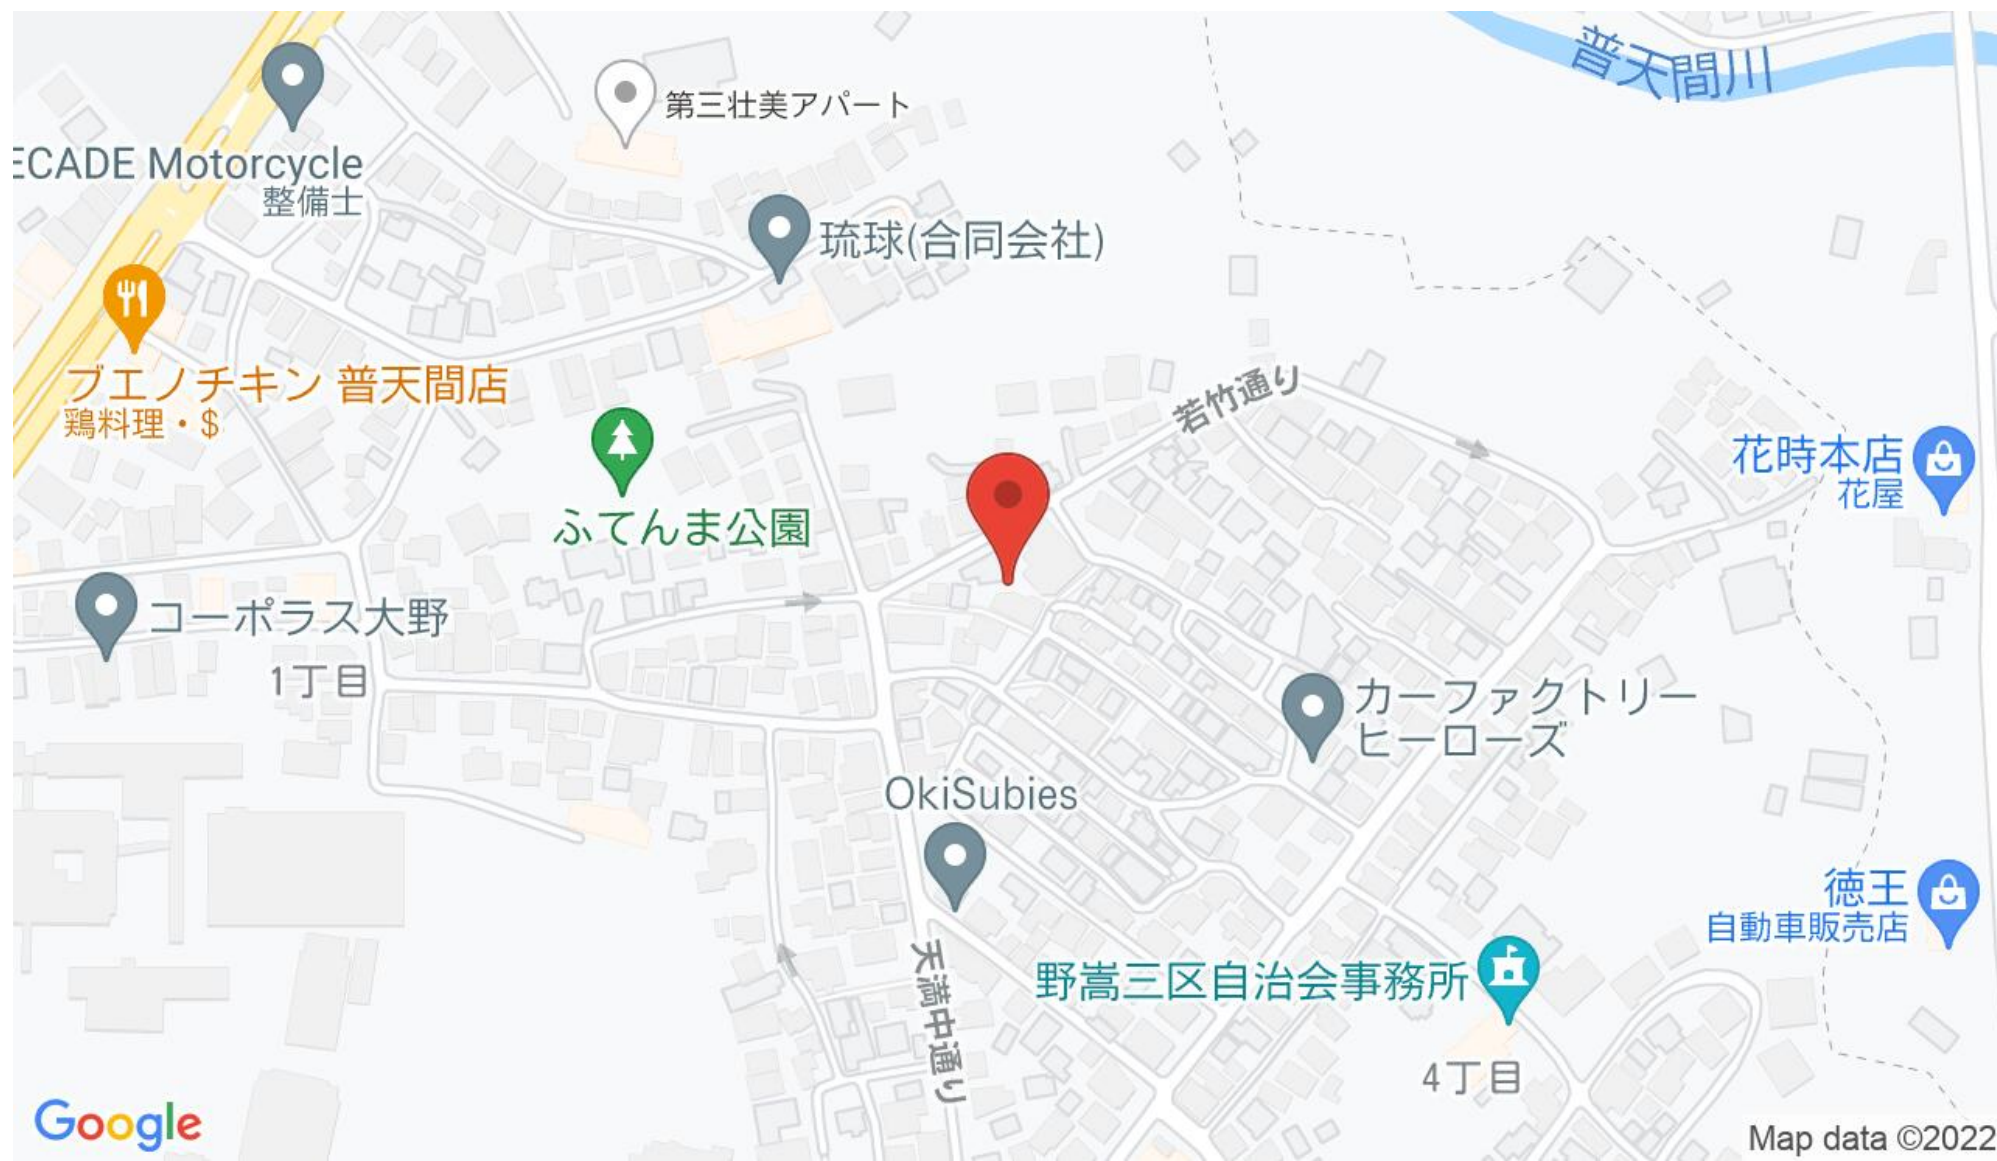 普天間川
第三壮美アパート
ECADE Motorcycle
整備士
琉球(合同会社)
ブエノチキン 普天間店
鶏料理・$
若竹通り
ふてんま公園
花時本店
花屋
コーポラス大野
1丁目
カーファクトリー
ヒーローズ
OkiSubies
徳王
自動車販売店
天満中通り
野嵩三区自治会事務所
4丁目
Google
Map data ©2022